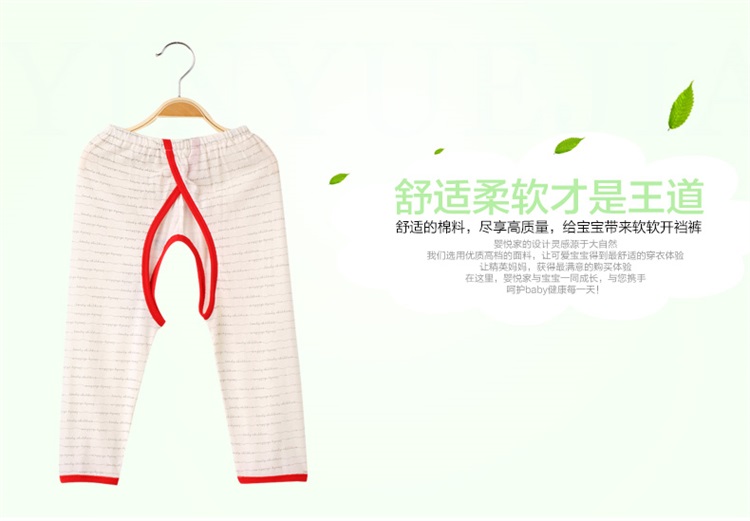 YINYUEJIA
舒适柔软才是王道
舒适的棉料，尽享高质量，给宝宝带来软软开裆裤
婴悦家的设计灵感源于大自然
我们选用优质高档的面料，让可爱宝宝得到最舒适的穿衣体验
让精英妈妈，获得最满意的购买体验
在这里，婴悦家与宝宝一同成长，与您携手
呵护baby健康每一天！